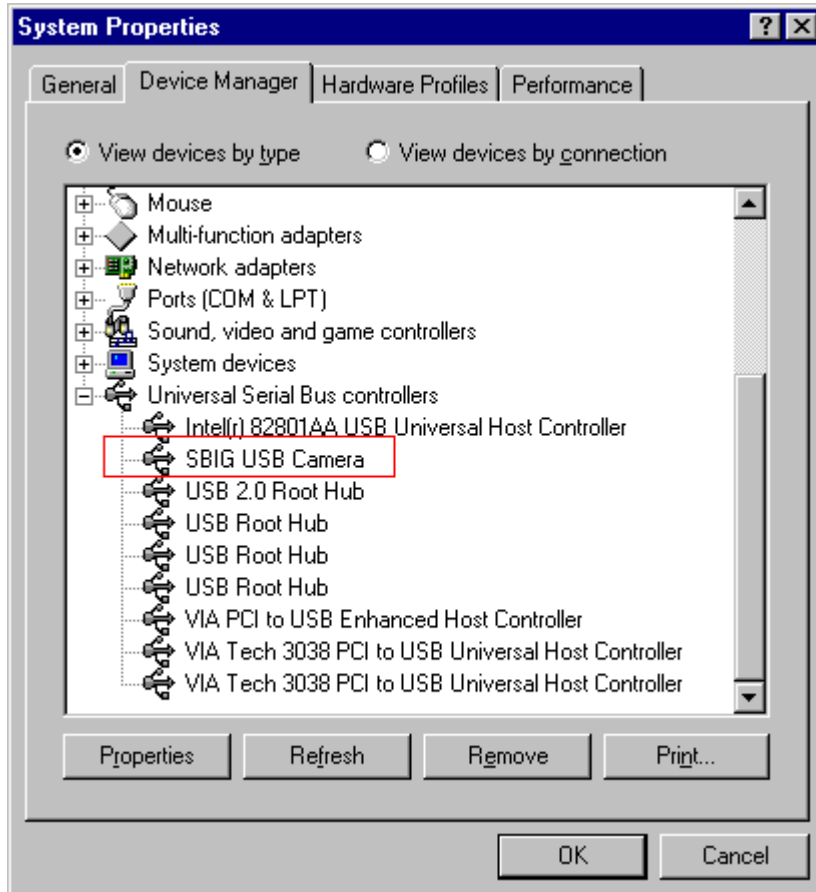 System Properties
General Device Manager Hardware Profiles Performance
View devices by type View devices by connection
Mouse
Multi-function adapters
Network adapters
Ports (COM & LPT)
Sound, video and game controllers
System devices
Universal Serial Bus controllers
Intel(r) 82801AA USB Universal Host Controller
SBIG USB Camera
USB 2.0 Root Hub
USB Root Hub
USB Root Hub
USB Root Hub
VIA PCI to USB Enhanced Host Controller
VIA Tech 3038 PCI to USB Universal Host Controller
VIA Tech 3038 PCI to USB Universal Host Controller
Properties Refresh Remove Print...
OK Cancel